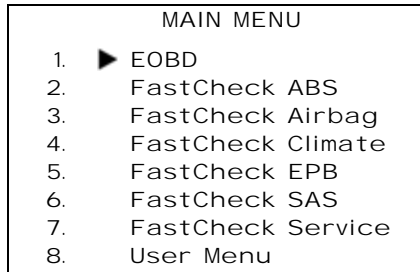 MAIN MENU
1. ▶ EOBD
2. FastCheck ABS
3. FastCheck Airbag
4. FastCheck Climate
5. FastCheck EPB
6. FastCheck SAS
7. FastCheck Service
8. User Menu